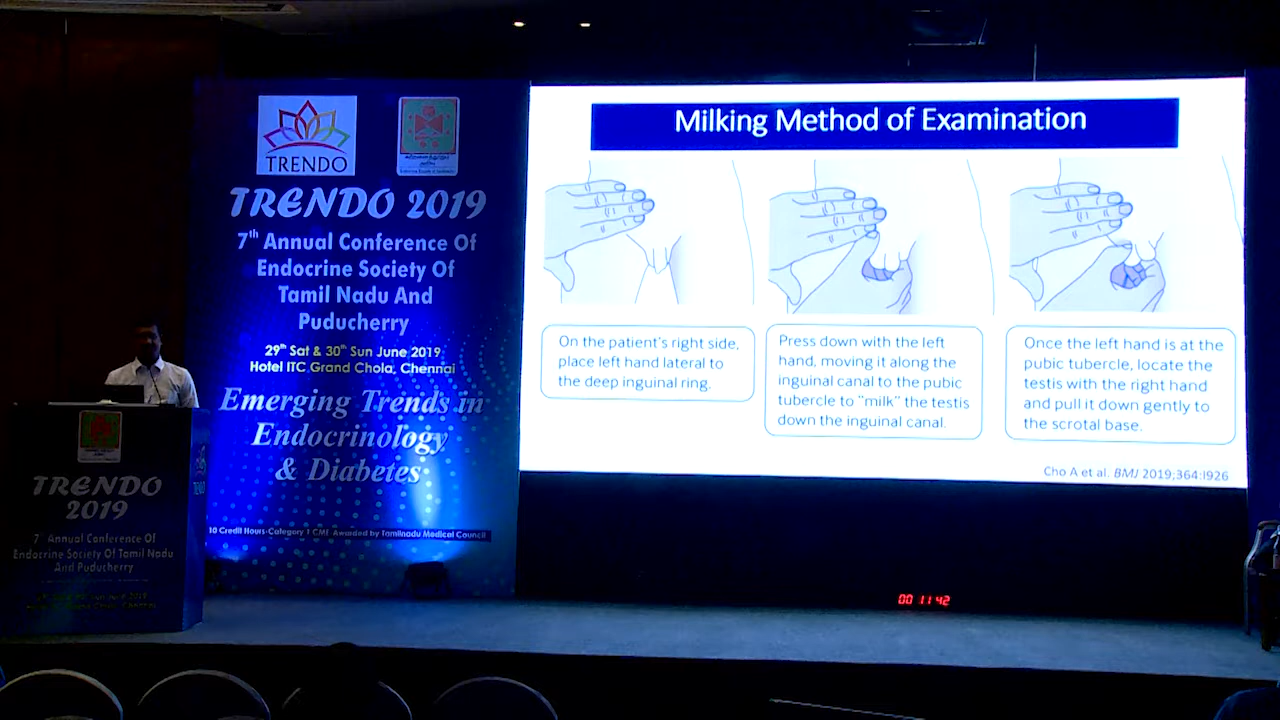 TRENDO
TRENDO 2019
7th Annual Conference Of
Endocrine Society Of
Tamil Nadu And
Puducherry
29th Sat & 30th Sun June 2019
Hotel ITC Grand Chola, Chennai
Emerging Trends in
Endocrinology
& Diabetes
10 Credit Hours-Category 1 CME Awarded by Tamilnadu Medical Council
Milking Method of Examination
On the patient's right side,
place left hand lateral to
the deep inguinal ring.
Press down with the left
hand, moving it along the
inguinal canal to the pubic
tubercle to "milk" the testis
down the inguinal canal.
Once the left hand is at the
pubic tubercle, locate the
testis with the right hand
and pull it down gently to
the scrotal base.
Cho A et al. BMJ 2019;364:l926
00 11 42
TRENDO
2019
7th Annual Conference Of
Endocrine Society Of Tamil Nadu
And Puducherry